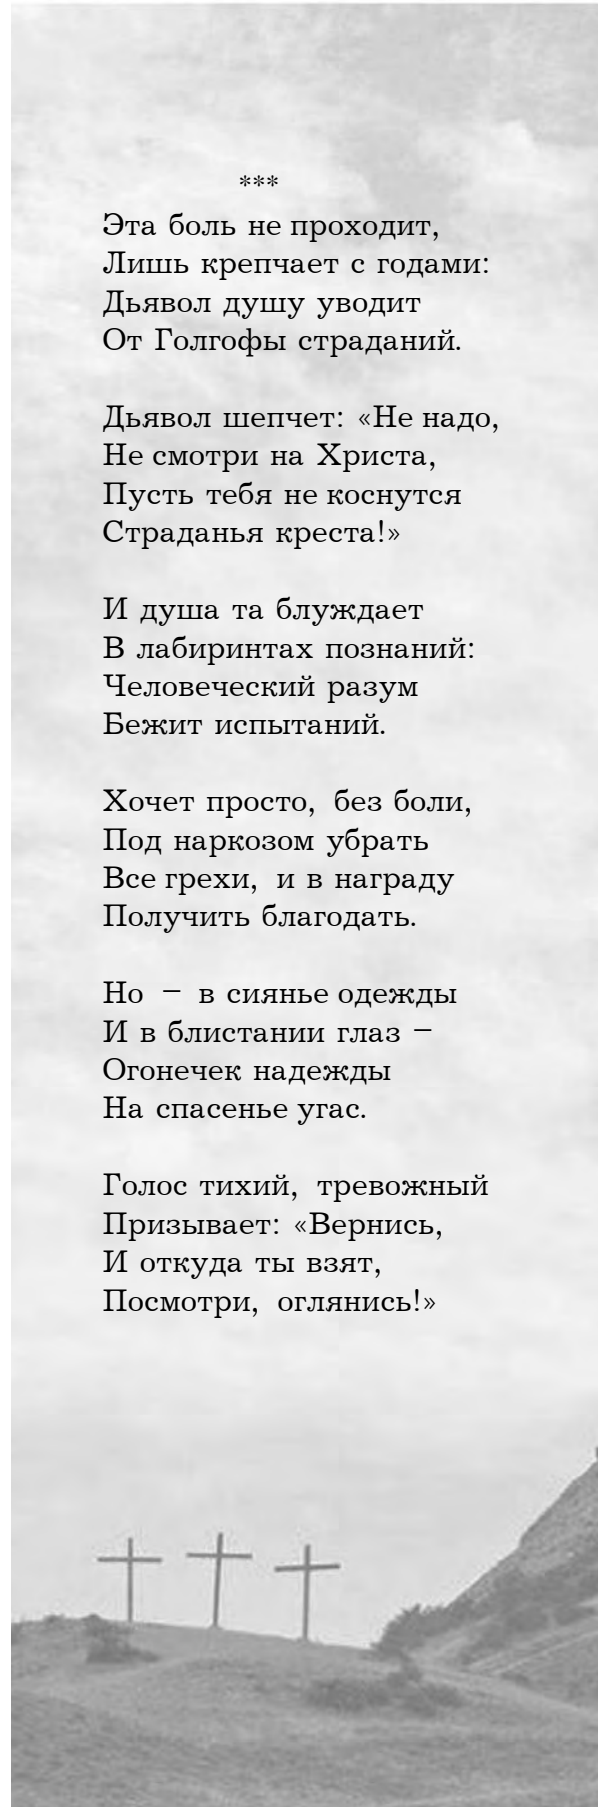 ***
Эта боль не проходит,
Лишь крепчает с годами:
Дьявол душу уводит
От Голгофы страданий.

Дьявол шепчет: «Не надо,
Не смотри на Христа,
Пусть тебя не коснутся
Страданья креста!»

И душа та блуждает
В лабиринтах познаний:
Человеческий разум
Бежит испытаний.

Хочет просто, без боли,
Под наркозом убрать
Все грехи, и в награду
Получить благодать.

Но – в сиянье одежды
И в блистании глаз –
Огонечек надежды
На спасенье угас.

Голос тихий, тревожный
Призывает: «Вернись,
И откуда ты взят,
Посмотри, оглянись!»